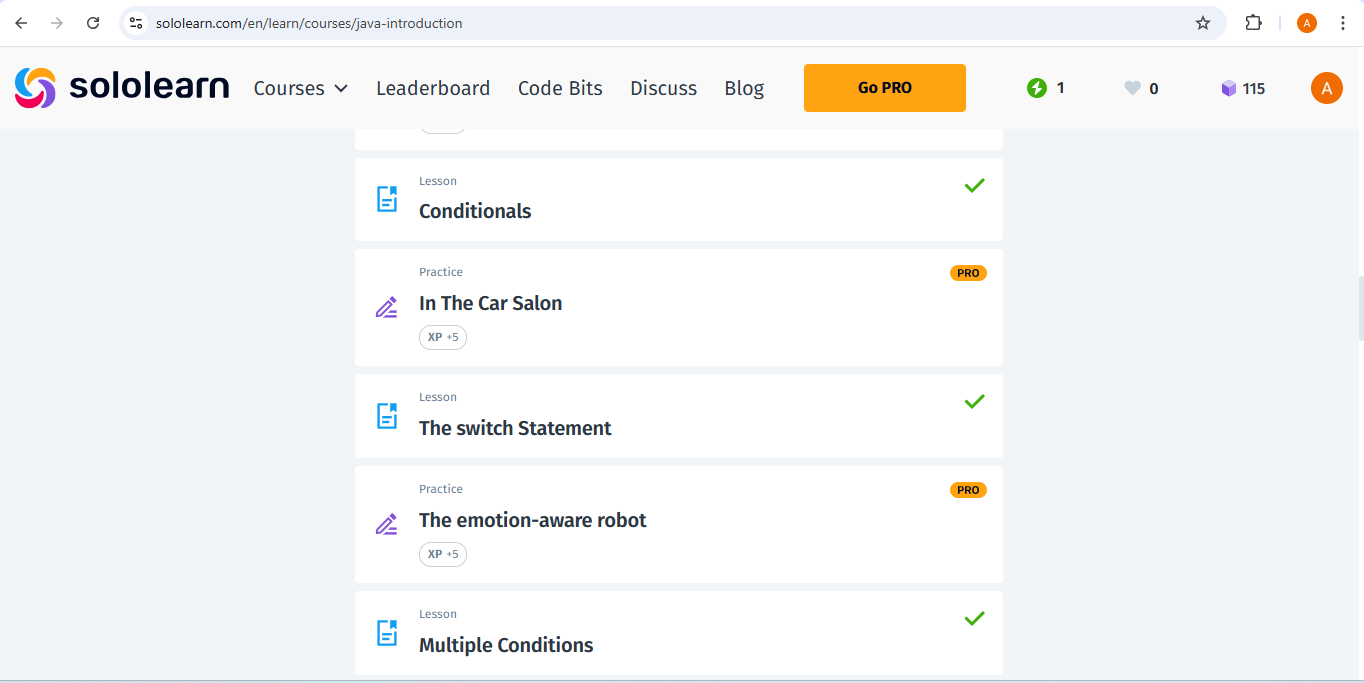 sololearn.com/en/learn/courses/java-introduction
A
sololearn
Courses
Leaderboard
Code Bits
Discuss
Blog
Go PRO
1
0
115
A
Lesson
Conditionals
Practice
PRO
In The Car Salon
XP +5
Lesson
The switch Statement
Practice
PRO
The emotion-aware robot
XP +5
Lesson
Multiple Conditions